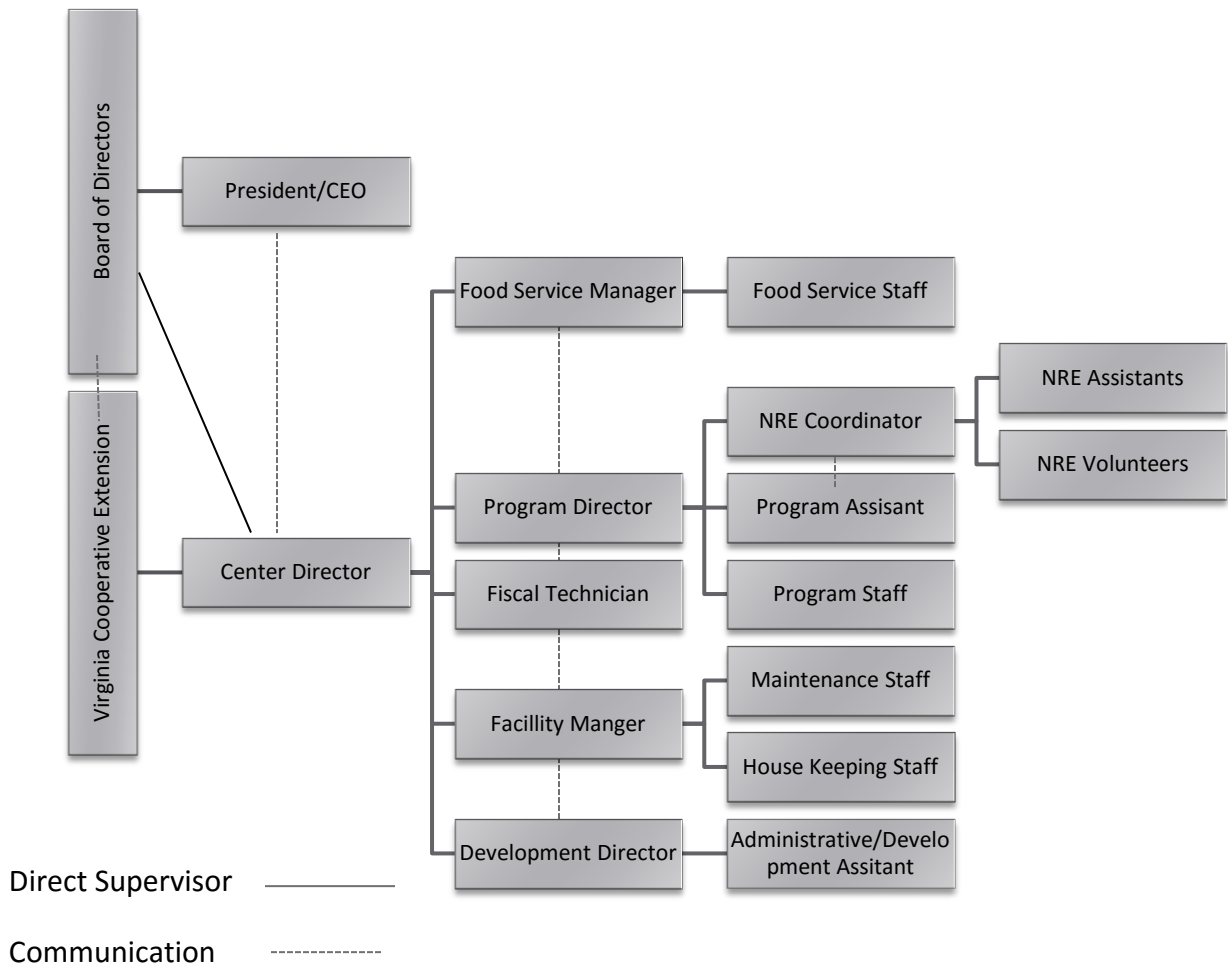 Board of Directors
Virginia Cooperative Extension
President/CEO
Center Director
Food Service Manager
Food Service Staff
Program Director
NRE Coordinator
NRE Assistants
NRE Volunteers
Program Assisant
Program Staff
Fiscal Technician
Facillity Manger
Maintenance Staff
House Keeping Staff
Development Director
Administrative/Develo
pment Assitant
Direct Supervisor
Communication